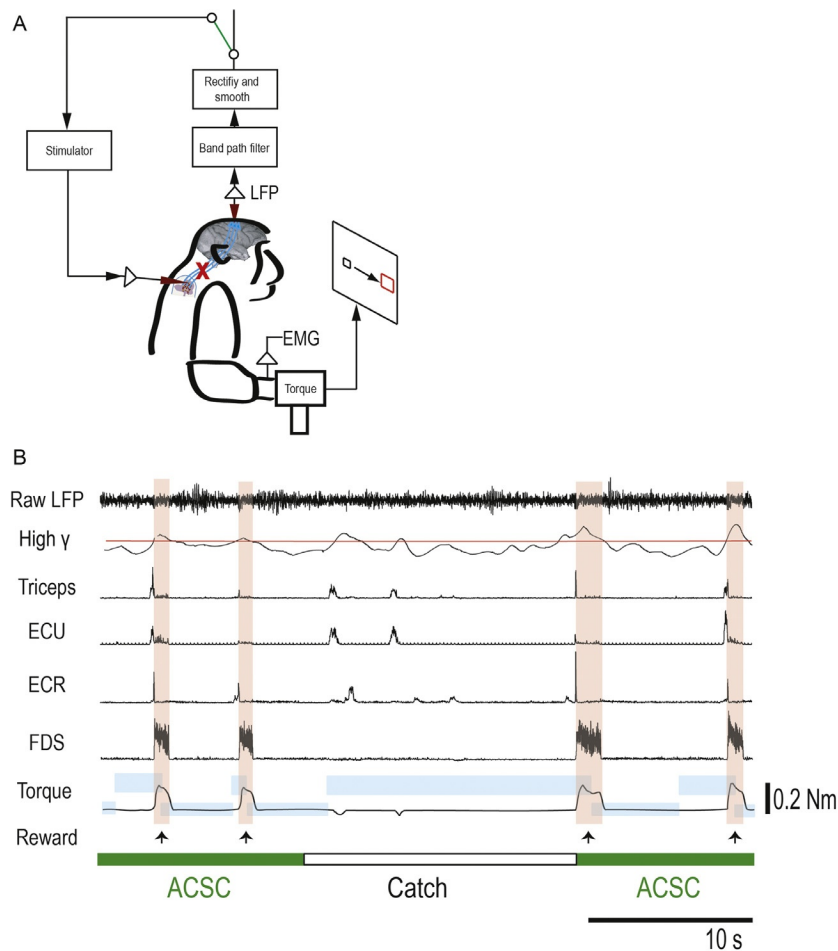 A
Rectifiy and
smooth
Stimulator
Band path filter
LFP
X
EMG
Torque
B
Raw LFP
High γ
Triceps
ECU
ECR
FDS
Torque
0.2 Nm
Reward
ACSC
Catch
ACSC
10 s